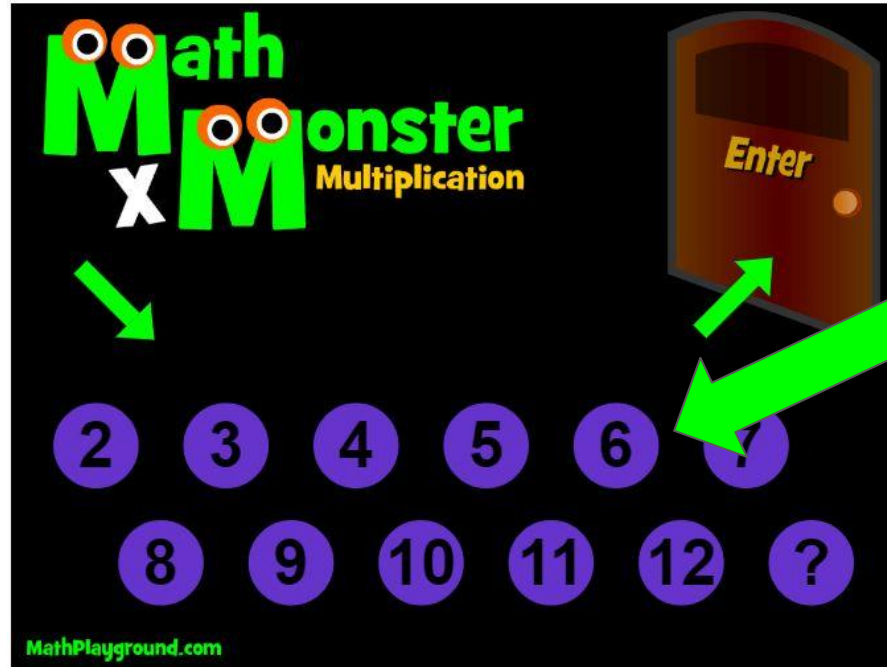 Math
Monster
x Multiplication
Enter
2 3 4 5 6 7
8 9 10 11 12 ?
MathPlayground.com